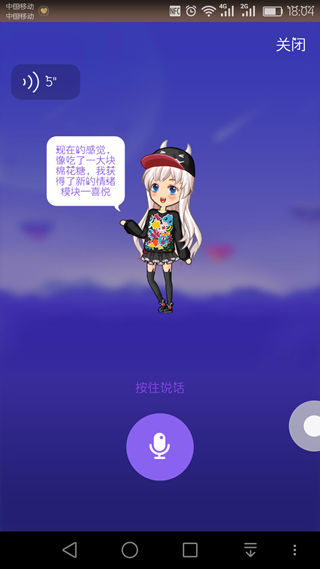 中国移动
中国移动
NFC 4G 2G 18:04
关闭
5"
现在的感觉，
像吃了一大块
棉花糖，我获
得了新的情绪
模块—喜悦
按住说话